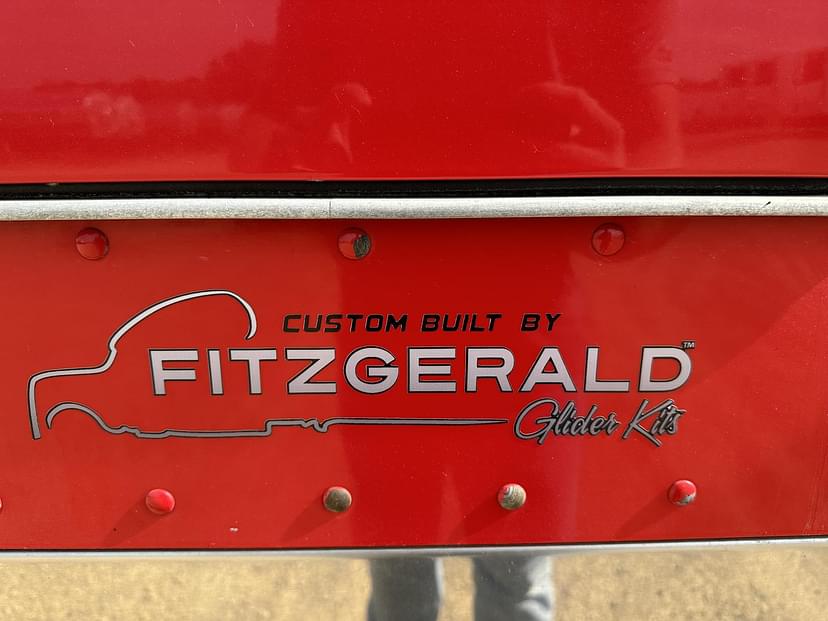 CUSTOM BUILT BY
FITZGERALD™
Glider Kits